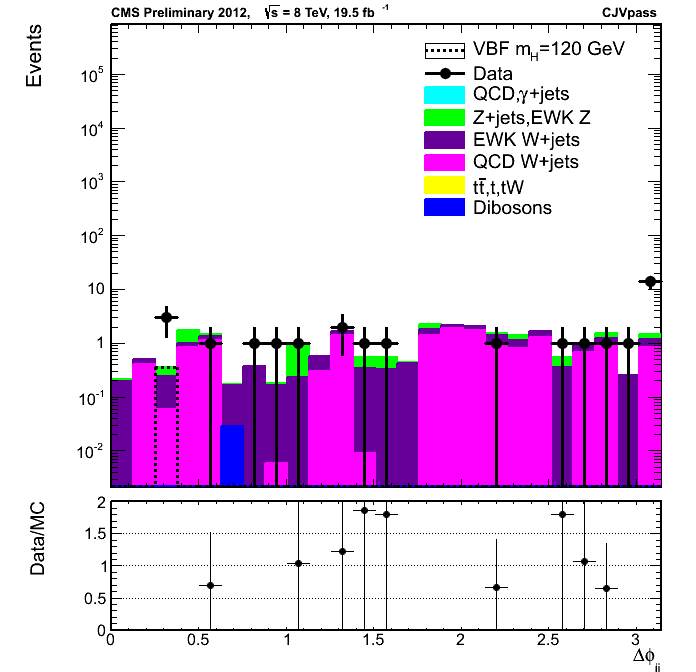 CMS Preliminary 2012, √s = 8 TeV, 19.5 fb⁻¹ CJVpass
Events
VBF m_H=120 GeV
Data
QCD,γ+jets
Z+jets,EWK Z
EWK W+jets
QCD W+jets
tt̄,t,tW
Dibosons
10⁵
10⁴
10³
10²
10
1
10⁻¹
10⁻²
Data/MC
2
1.5
1
0.5
0
0 0.5 1 1.5 2 2.5 3
Δϕ_jj